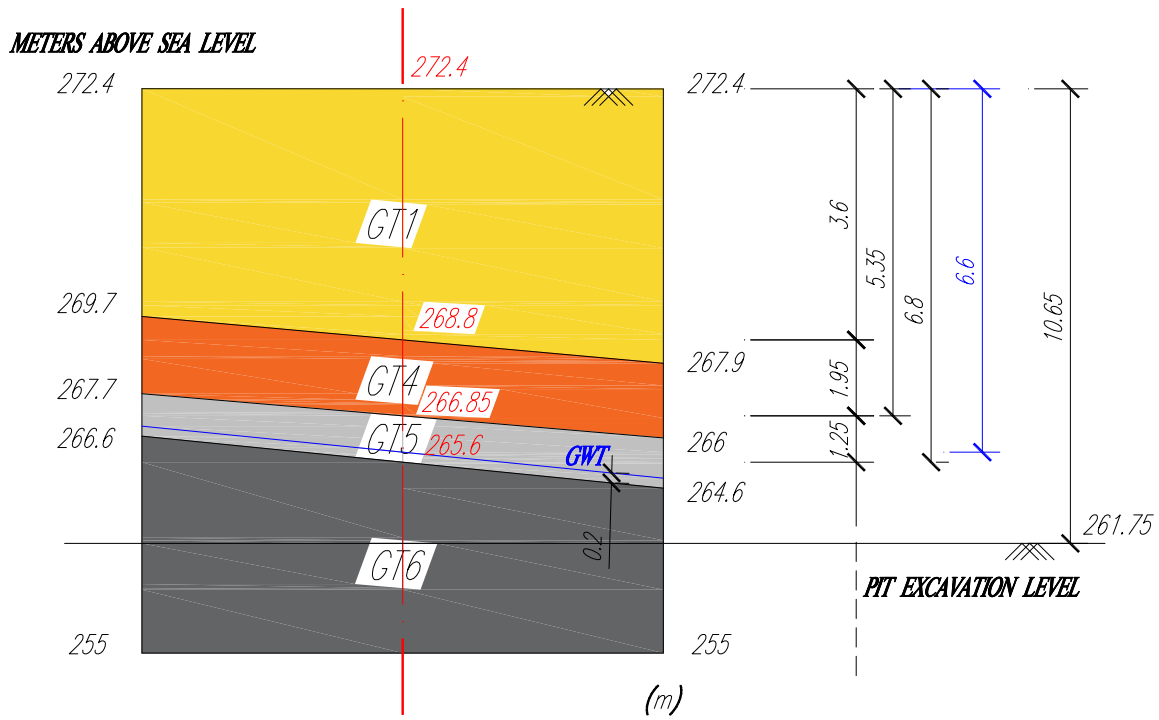 METERS ABOVE SEA LEVEL
272.4
272.4
272.4
GT1
3.6
5.35
6.8
6.6
10.65
269.7
268.8
267.9
GT4
1.95
267.7
266.85
266
GT5
265.6
1.25
266.6
GWT
264.6
0.2
261.75
GT6
PIT EXCAVATION LEVEL
255
255
(m)